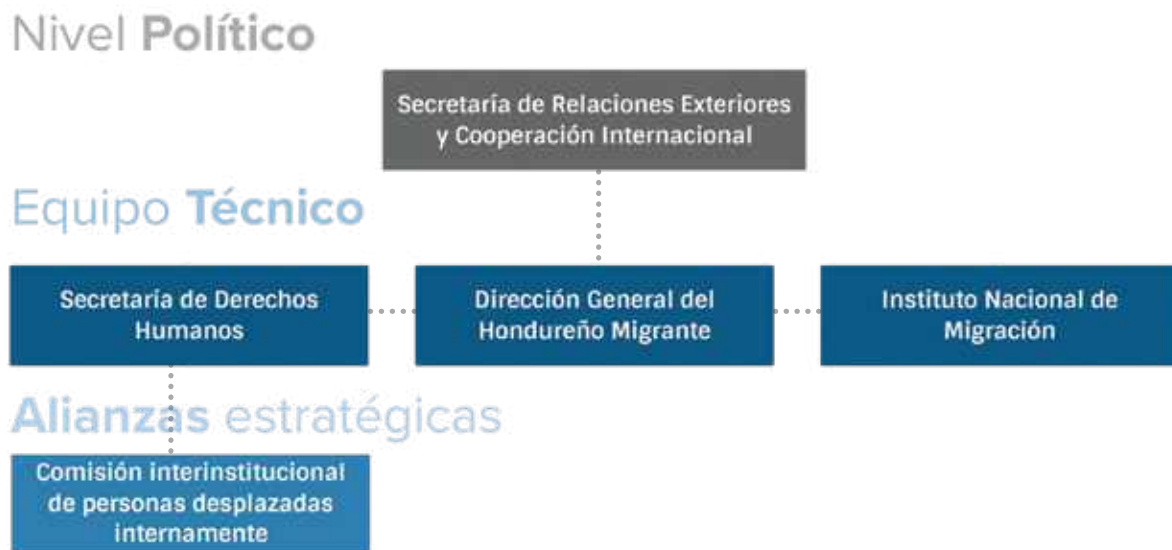 Nivel Político
Secretaría de Relaciones Exteriores
y Cooperación Internacional
Equipo Técnico
Secretaría de Derechos
Humanos
Dirección General del
Hondureño Migrante
Instituto Nacional de
Migración
Alianzas estratégicas
Comisión interinstitucional
de personas desplazadas
internamente